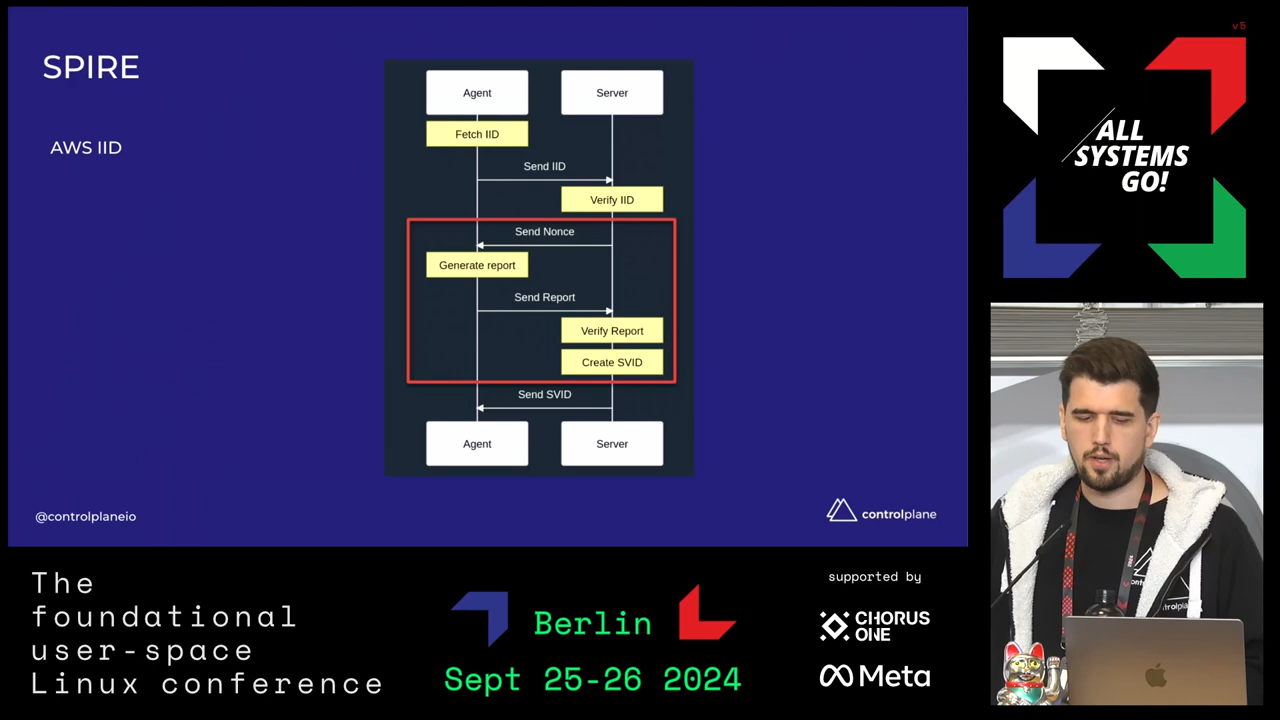 SPIRE
AWS IID
Agent
Server
Fetch IID
Send IID
Verify IID
Send Nonce
Generate report
Send Report
Verify Report
Create SVID
Send SVID
Agent
Server
@controlplaneio
controlplane
v5
ALL
SYSTEMS
GO!
The
foundational
user-space
Linux conference
Berlin
Sept 25-26 2024
supported by
CHORUS
ONE
Meta